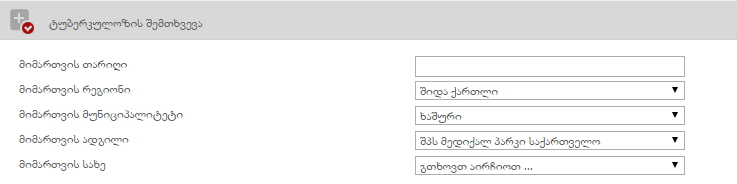 ტუბერკულოზის შემთხვევა
მიმართვის თარიღი
მიმართვის რეგიონი შიდა ქართლი
მიმართვის მუნიციპალიტეტი ხაშური
მიმართვის ადგილი შპს მედიქალ პარკი საქართველო
მიმართვის სახე გთხოვთ აირჩიოთ ...